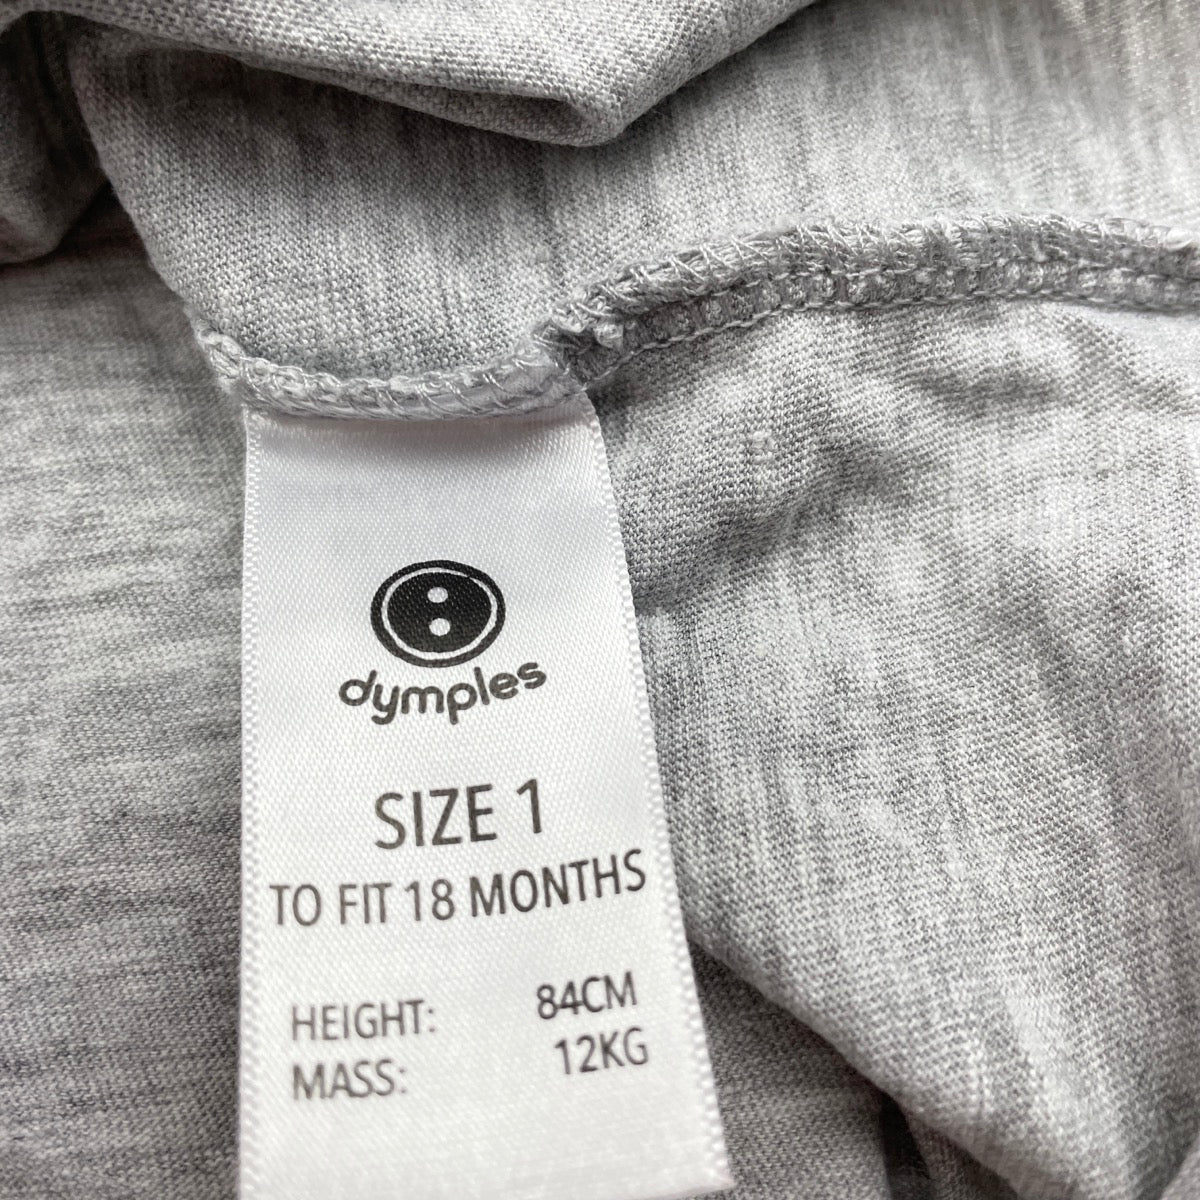 dymples
SIZE 1
TO FIT 18 MONTHS
HEIGHT: 84CM
MASS: 12KG